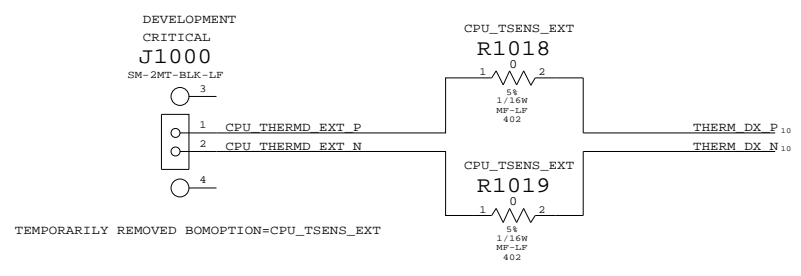 DEVELOPMENT
CRITICAL
J1000
SM-2MT-BLK-LF
3
1 CPU_THERMD_EXT_P
2 CPU_THERMD_EXT_N
4
CPU_TSENS_EXT
R1018
0
1 2
5%
1/16W
MF-LF
402
THERM_DX_P 10
THERM_DX_N 10
CPU_TSENS_EXT
R1019
0
1 2
5%
1/16W
MF-LF
402
TEMPORARILY REMOVED BOMOPTION=CPU_TSENS_EXT